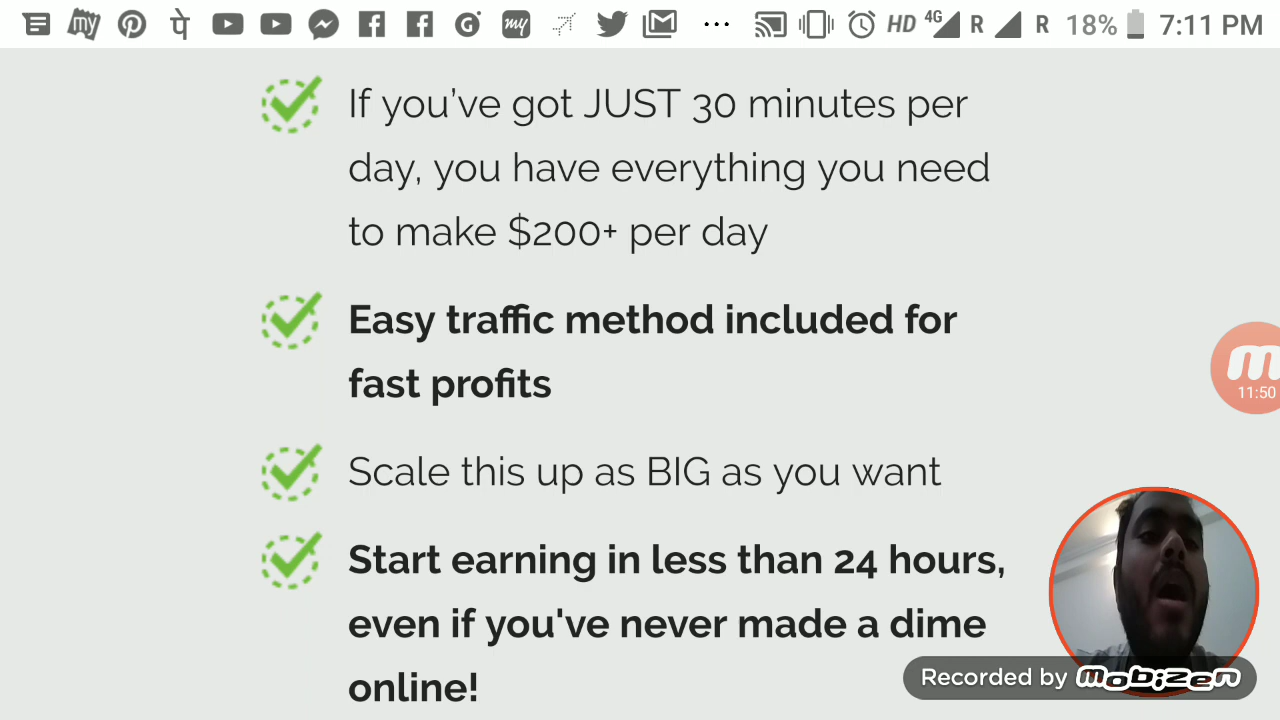 my पे G my HD 4G R R 18% 7:11 PM
If you’ve got JUST 30 minutes per
day, you have everything you need
to make $200+ per day
Easy traffic method included for
fast profits
11:50
Scale this up as BIG as you want
Start earning in less than 24 hours,
even if you've never made a dime
online!
Recorded by mobizen